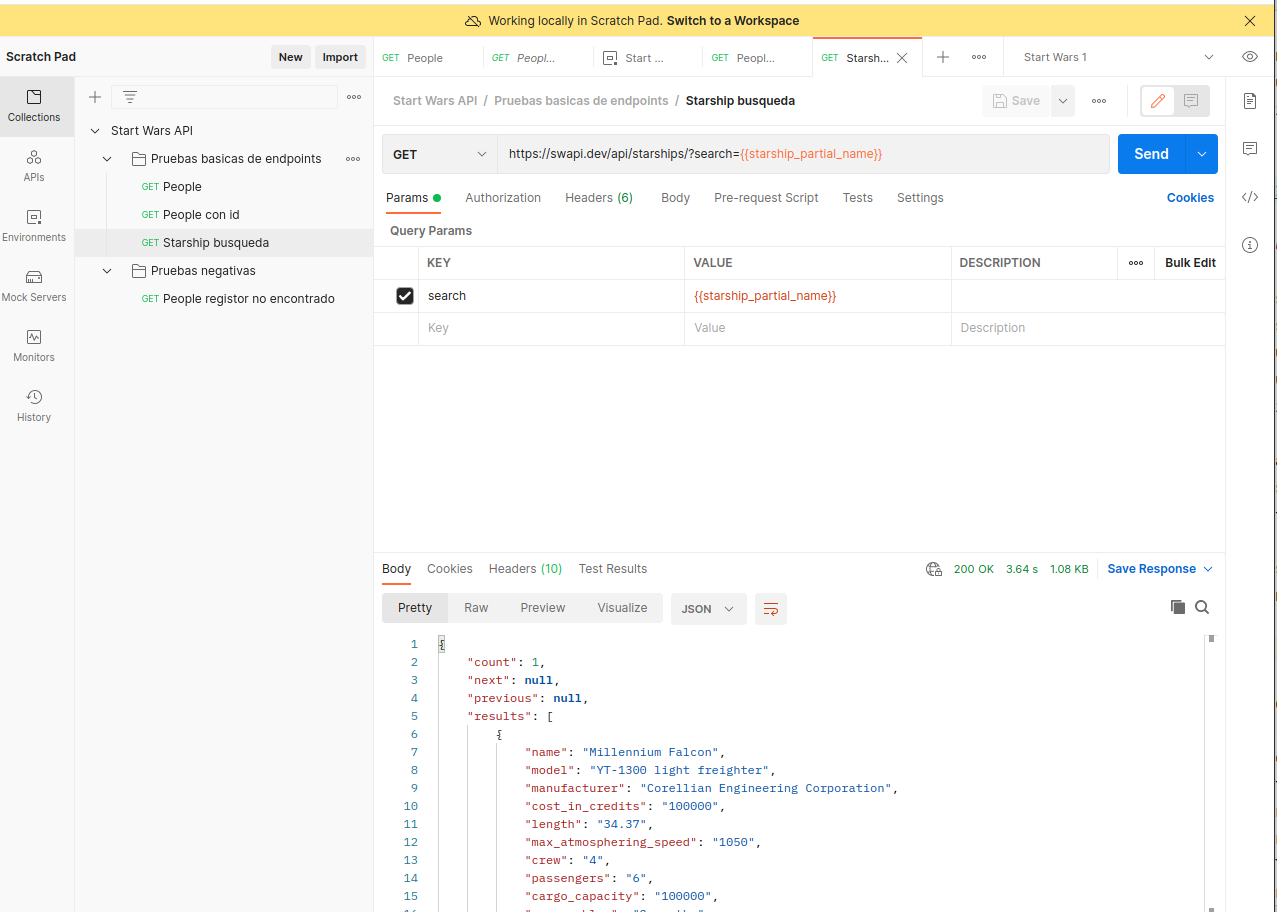 Working locally in Scratch Pad. Switch to a Workspace
Scratch Pad
New
Import
GET People
GET Peopl...
Start ...
GET Peopl...
GET Starsh...
Start Wars 1
Collections
APIs
Environments
Mock Servers
Monitors
History
Start Wars API
Pruebas basicas de endpoints
GET People
GET People con id
GET Starship busqueda
Pruebas negativas
GET People registor no encontrado
Start Wars API / Pruebas basicas de endpoints / Starship busqueda
Save
GET
https://swapi.dev/api/starships/?search={{starship_partial_name}}
Send
Params
Authorization
Headers (6)
Body
Pre-request Script
Tests
Settings
Cookies
Query Params
KEY VALUE DESCRIPTION Bulk Edit
search {{starship_partial_name}}
Key Value Description
Body Cookies Headers (10) Test Results
200 OK 3.64 s 1.08 KB Save Response
Pretty Raw Preview Visualize JSON
1 {
2 "count": 1,
3 "next": null,
4 "previous": null,
5 "results": [
6 {
7 "name": "Millennium Falcon",
8 "model": "YT-1300 light freighter",
9 "manufacturer": "Corellian Engineering Corporation",
10 "cost_in_credits": "100000",
11 "length": "34.37",
12 "max_atmosphering_speed": "1050",
13 "crew": "4",
14 "passengers": "6",
15 "cargo_capacity": "100000",